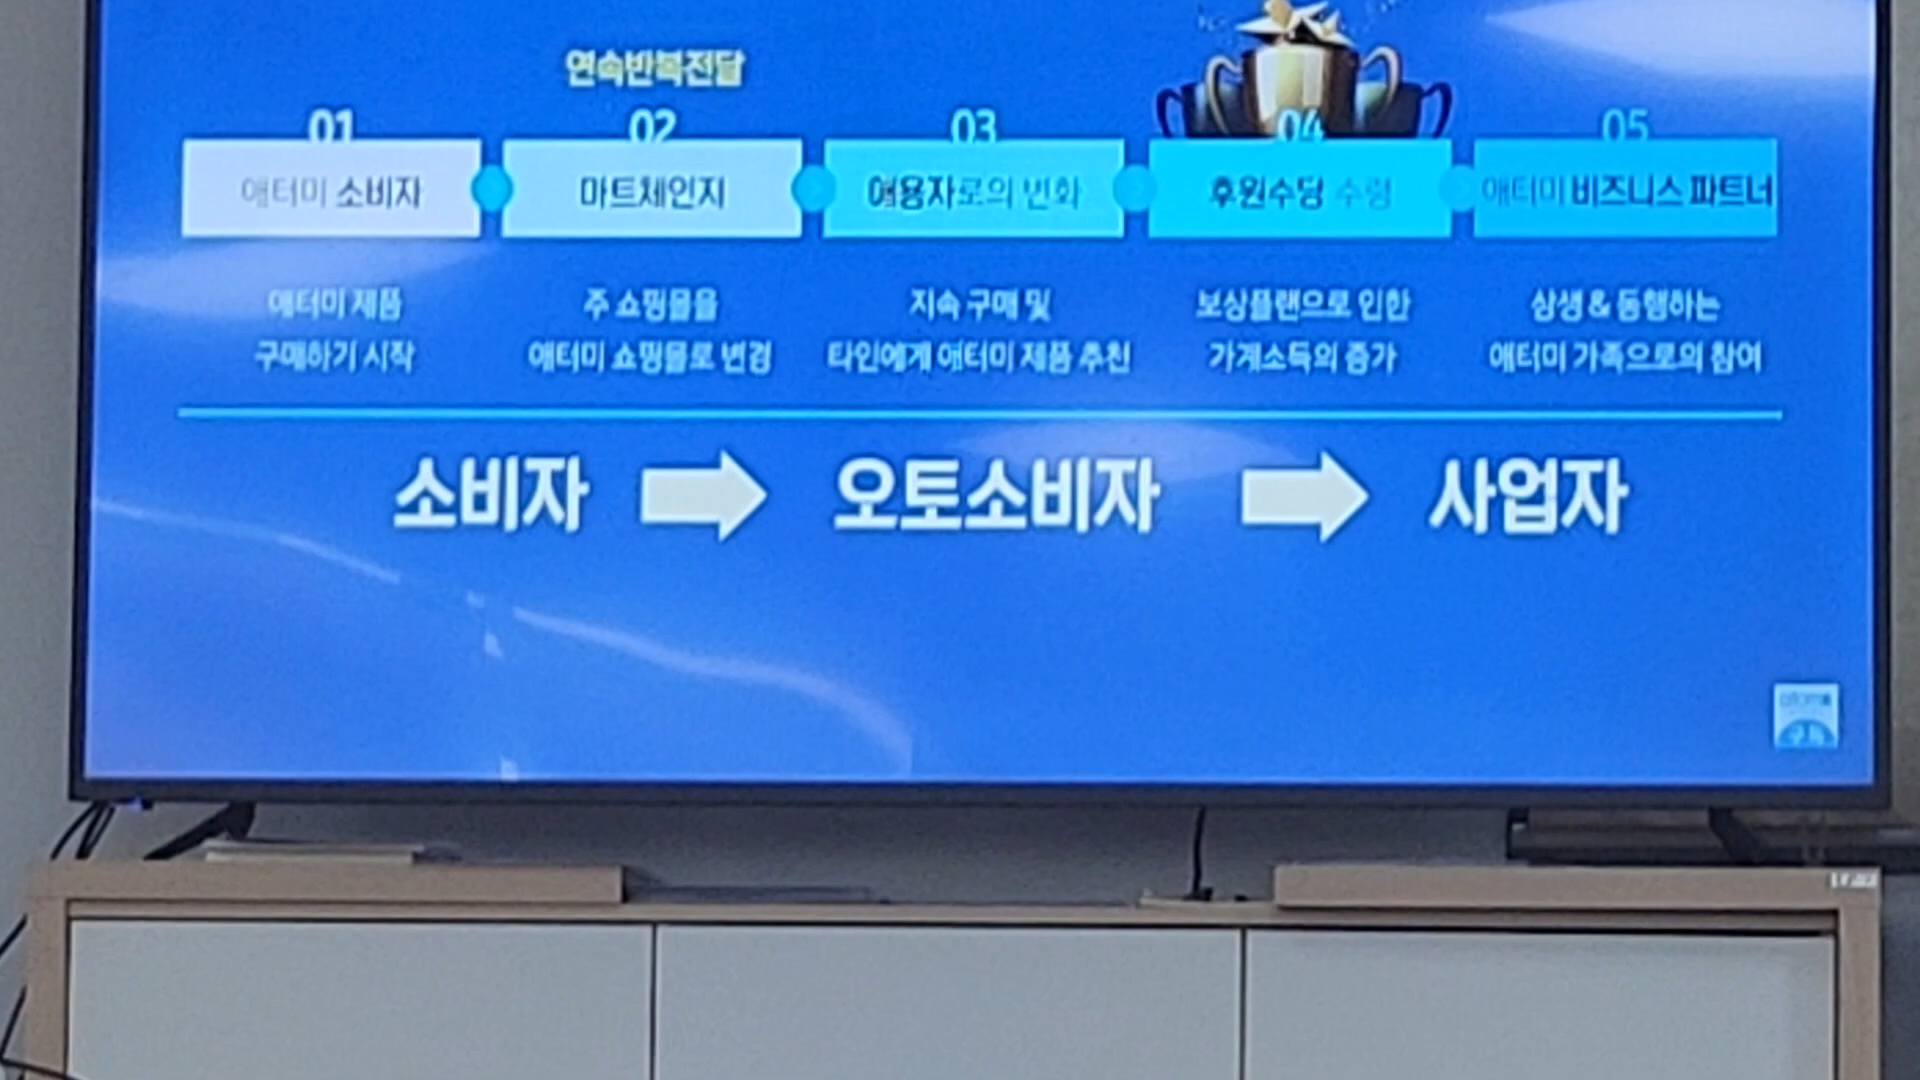 연속반복전달
01
애터미 소비자
애터미 제품
구매하기 시작
02
마트체인지
주 쇼핑몰을
애터미 쇼핑몰로 변경
03
애용자로의 변화
지속 구매 및
타인에게 애터미 제품 추천
04
후원수당 수령
보상플랜으로 인한
가계소득의 증가
05
애터미 비즈니스 파트너
상생 & 동행하는
애터미 가족으로의 참여
소비자 오토소비자 사업자